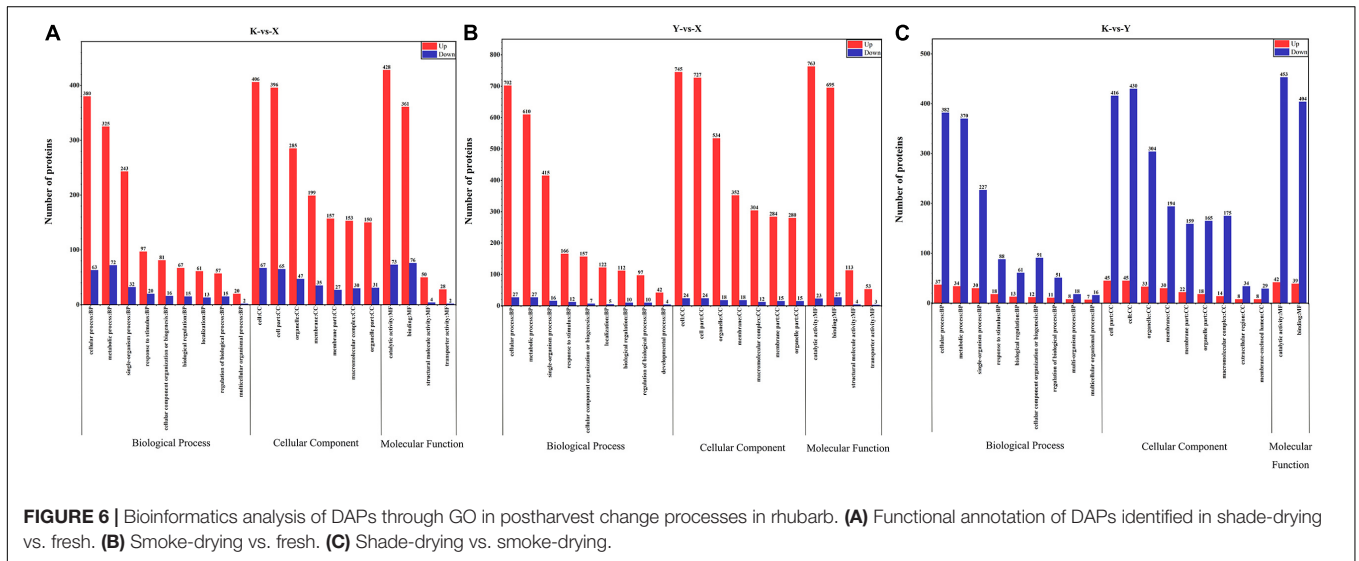 A
K-vs-X
Up
Down
Number of proteins
400
300
200
100
0
380
63
325
72
243
32
97
20
81
16
67
15
61
13
57
15
20
2
406
67
396
65
285
47
199
35
157
27
153
30
150
31
428
73
361
76
50
4
28
2
cellular process:BP
metabolic process:BP
single-organism process:BP
response to stimulus:BP
cellular component organization or biogenesis:BP
biological regulation:BP
localization:BP
regulation of biological process:BP
multicellular organismal process:BP
cell:CC
cell part:CC
organelle:CC
membrane:CC
membrane part:CC
macromolecular complex:CC
organelle part:CC
catalytic activity:MF
binding:MF
structural molecule activity:MF
transporter activity:MF
Biological Process
Cellular Component
Molecular Function
B
Y-vs-X
Up
Down
Number of proteins
800
700
600
500
400
300
200
100
0
702
27
610
27
415
16
166
12
157
7
122
5
112
10
97
10
42
4
745
24
727
24
534
18
352
18
304
12
284
15
280
15
763
23
695
27
113
4
53
3
cellular process:BP
metabolic process:BP
single-organism process:BP
response to stimulus:BP
cellular component organization or biogenesis:BP
localization:BP
biological regulation:BP
regulation of biological process:BP
developmental process:BP
cell:CC
cell part:CC
organelle:CC
membrane:CC
macromolecular complex:CC
membrane part:CC
organelle part:CC
catalytic activity:MF
binding:MF
structural molecule activity:MF
transporter activity:MF
Biological Process
Cellular Component
Molecular Function
C
K-vs-Y
Up
Down
Number of proteins
500
400
300
200
100
0
37
382
34
370
30
227
18
88
13
61
12
91
11
51
8
18
7
16
45
416
45
430
33
304
30
194
22
159
18
165
14
175
8
34
8
29
42
453
39
404
cellular process:BP
metabolic process:BP
single-organism process:BP
response to stimulus:BP
biological regulation:BP
cellular component organization or biogenesis:BP
regulation of biological process:BP
multi-organism process:BP
multicellular organismal process:BP
cell part:CC
cell:CC
organelle:CC
membrane:CC
membrane part:CC
organelle part:CC
macromolecular complex:CC
extracellular region:CC
membrane-enclosed lumen:CC
catalytic activity:MF
binding:MF
Biological Process
Cellular Component
Molecular
Function
FIGURE 6 | Bioinformatics analysis of DAPs through GO in postharvest change processes in rhubarb. (A) Functional annotation of DAPs identified in shade-drying
vs. fresh. (B) Smoke-drying vs. fresh. (C) Shade-drying vs. smoke-drying.